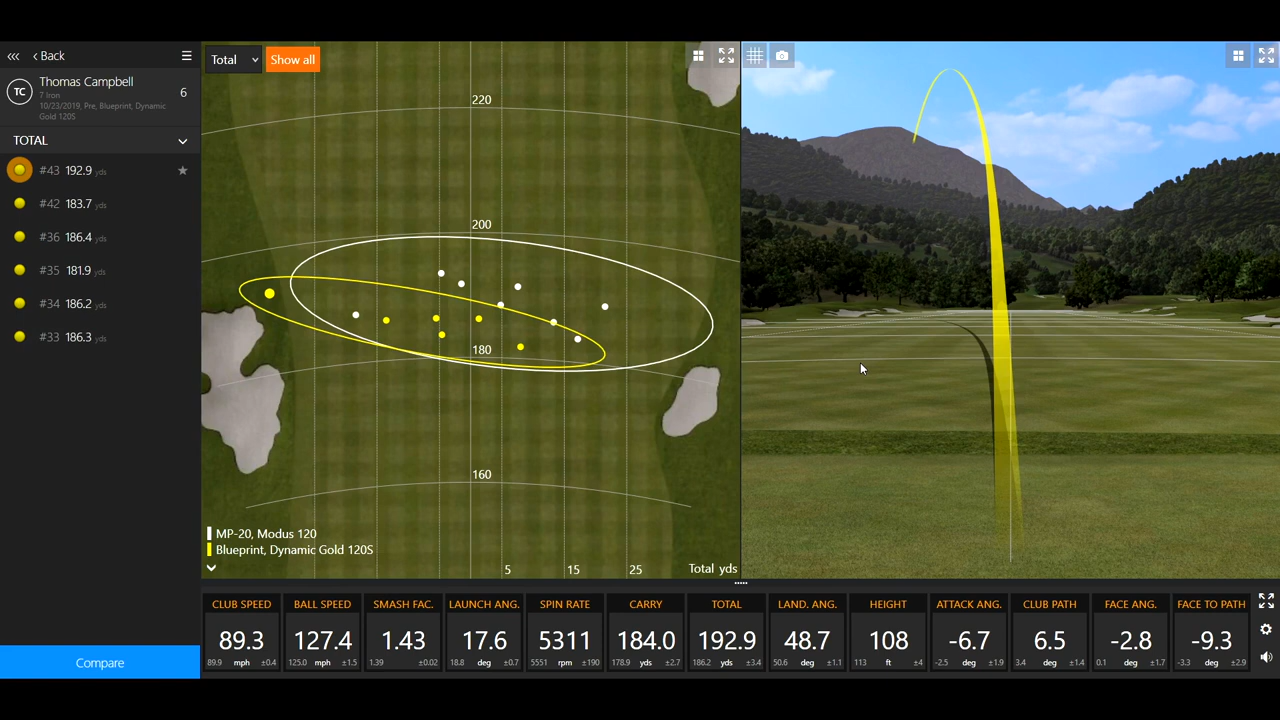 Back
TC
Thomas Campbell
7 Iron
10/23/2019, Pre, Blueprint, Dynamic
Gold 120S
6
TOTAL
#43 192.9 yds
#42 183.7 yds
#36 186.4 yds
#35 181.9 yds
#34 186.2 yds
#33 186.3 yds
Compare
Total
Show all
220
200
180
160
MP-20, Modus 120
Blueprint, Dynamic Gold 120S
5 15 25 Total yds
CLUB SPEED
89.3
89.9 mph ±0.4
BALL SPEED
127.4
125.0 mph ±1.5
SMASH FAC.
1.43
1.39 ±0.02
LAUNCH ANG.
17.6
18.8 deg ±0.7
SPIN RATE
5311
5551 rpm ±190
CARRY
184.0
178.9 yds ±2.7
TOTAL
192.9
186.2 yds ±3.4
LAND. ANG.
48.7
50.6 deg ±1.1
HEIGHT
108
113 ft ±4
ATTACK ANG.
-6.7
-2.5 deg ±1.9
CLUB PATH
6.5
3.4 deg ±1.4
FACE ANG.
-2.8
0.1 deg ±1.7
FACE TO PATH
-9.3
-3.3 deg ±2.9